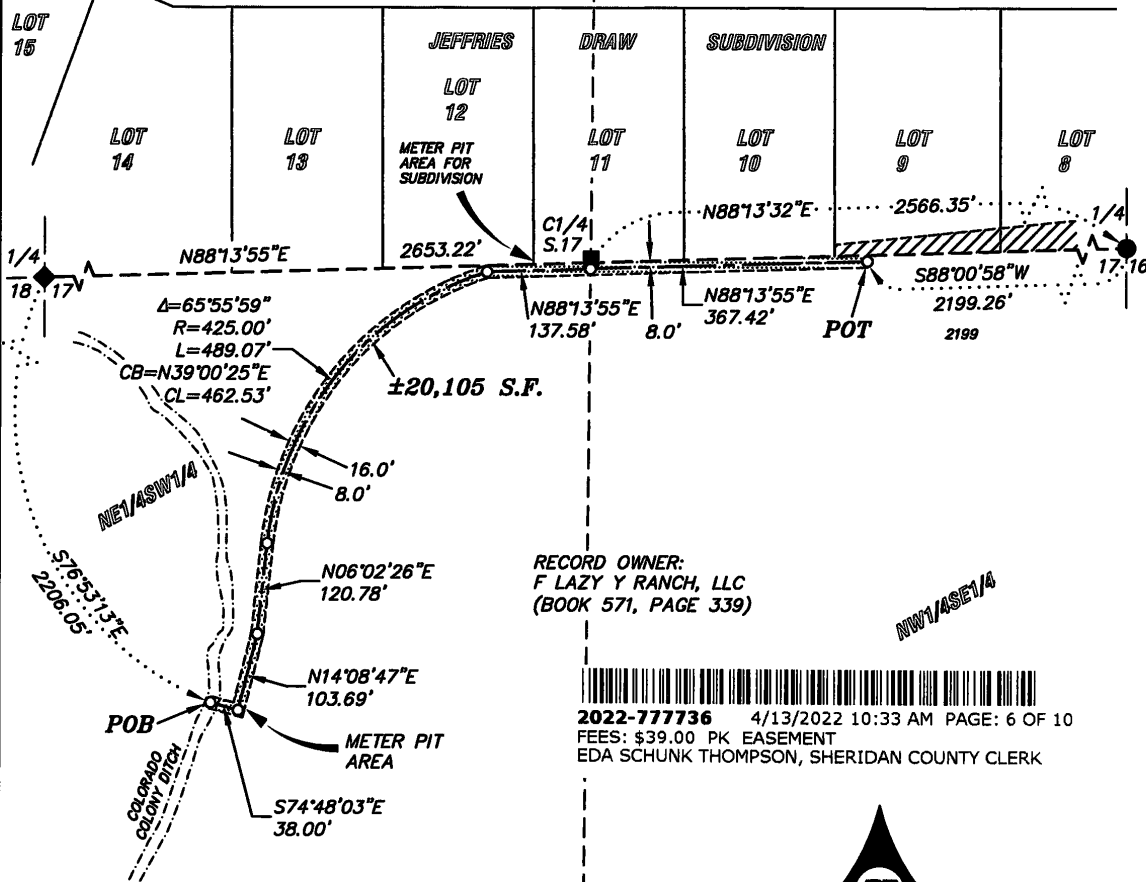 LOT
15
JEFFRIES DRAW SUBDIVISION
LOT
12
LOT
14
LOT
13
METER PIT
AREA FOR
SUBDIVISION
LOT
11
LOT
10
LOT
9
LOT
8
N88°13'32"E 2566.35'
1/4
17 16
C1/4
S.17
1/4
18 17
N88°13'55"E 2653.22'
S88°00'58"W
2199.26'
2199
N88°13'55"E
137.58'
8.0'
N88°13'55"E
367.42'
POT
Δ=65°55'59"
R=425.00'
L=489.07'
CB=N39°00'25"E
CL=462.53'
±20,105 S.F.
16.0'
8.0'
NE1/4SW1/4
S76°53'13"E
2206.05'
N06°02'26"E
120.78'
RECORD OWNER:
F LAZY Y RANCH, LLC
(BOOK 571, PAGE 339)
NW1/4SE1/4
N14°08'47"E
103.69'
POB
METER PIT
AREA
COLORADO
COLONY DITCH
S74°48'03"E
38.00'
2022-777736 4/13/2022 10:33 AM PAGE: 6 OF 10
FEES: $39.00 PK EASEMENT
EDA SCHUNK THOMPSON, SHERIDAN COUNTY CLERK